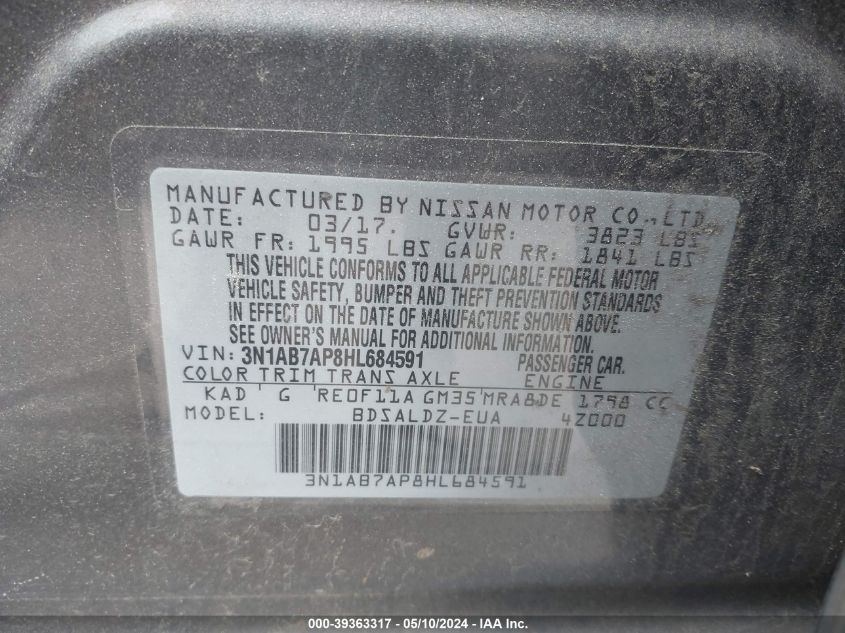 MANUFACTURED BY NISSAN MOTOR CO., LTD.
DATE: 03/17. GVWR: 3823 LBS
GAWR FR: 1995 LBS GAWR RR: 1841 LBS
THIS VEHICLE CONFORMS TO ALL APPLICABLE FEDERAL MOTOR
VEHICLE SAFETY, BUMPER AND THEFT PREVENTION STANDARDS
IN EFFECT ON THE DATE OF MANUFACTURE SHOWN ABOVE.
SEE OWNER'S MANUAL FOR ADDITIONAL INFORMATION.
VIN: 3N1AB7AP8HL684591 PASSENGER CAR.
COLOR TRIM TRANS AXLE ENGINE
KAD G RE0F11A GM35 MRA8DE 1798 CC
MODEL: BDSALDZ-EUA 4Z000
3N1AB7AP8HL684591
000-39363317 - 05/10/2024 - IAA Inc.